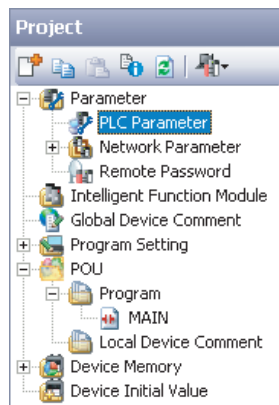 Project
Parameter
PLC Parameter
Network Parameter
Remote Password
Intelligent Function Module
Global Device Comment
Program Setting
POU
Program
MAIN
Local Device Comment
Device Memory
Device Initial Value